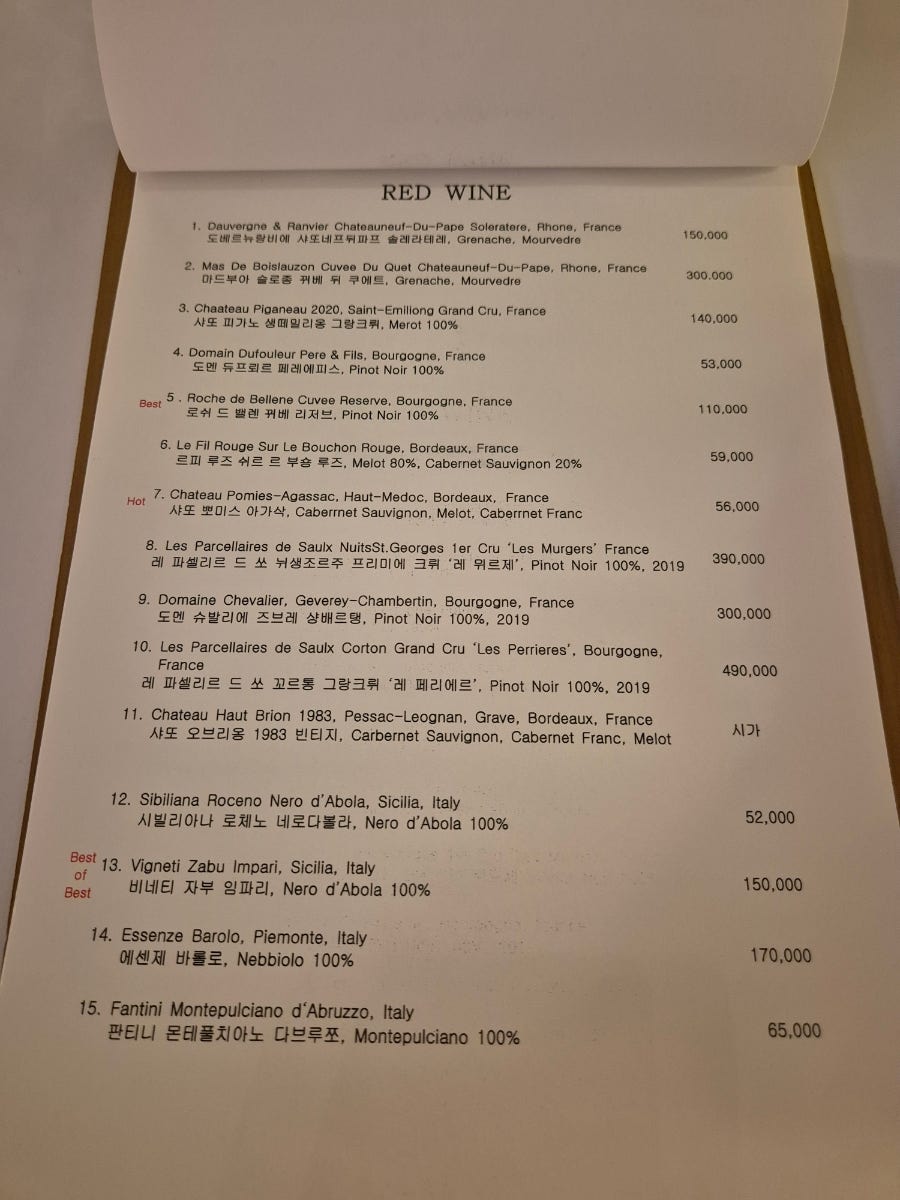 RED WINE
1. Dauvergne & Ranvier Chateauneuf-Du-Pape Soleratere, Rhone, France
도베르뉴랑비에 샤또네프뒤파프 솔레라테레, Grenache, Mourvedre 150,000
2. Mas De Boislauzon Cuvee Du Quet Chateauneuf-Du-Pape, Rhone, France
마드부아 슬로종 뀌베 뒤 쿠에트, Grenache, Mourvedre 300.000
3. Chaateau Piganeau 2020, Saint-Emiliong Grand Cru, France
샤또 피가노 생떼밀리옹 그랑크뤼, Merot 100% 140,000
4. Domain Dufouleur Pere & Fils, Bourgogne, France
도멘 듀프뢰르 페레에피스, Pinot Noir 100% 53,000
Best 5 . Roche de Bellene Cuvee Reserve, Bourgogne, France
로쉬 드 밸렌 뀌베 리저브, Pinot Noir 100% 110,000
6. Le Fil Rouge Sur Le Bouchon Rouge, Bordeaux, France
르피 루즈 쉬르 르 부숑 루즈, Melot 80%, Cabernet Sauvignon 20% 59,000
Hot 7. Chateau Pomies-Agassac, Haut-Medoc, Bordeaux, France
샤또 뽀미스 아가삭, Caberrnet Sauvignon, Melot, Caberrnet Franc 56,000
8. Les Parcellaires de Saulx NuitsSt.Georges 1er Cru ‘Les Murgers’ France
레 파셀리르 드 쏘 뉘생조르주 프리미에 크뤼 ‘레 뮈르제’, Pinot Noir 100%, 2019 390,000
9. Domaine Chevalier, Geverey-Chambertin, Bourgogne, France
도멘 슈발리에 즈브레 샹배르탱, Pinot Noir 100%, 2019 300,000
10. Les Parcellaires de Saulx Corton Grand Cru ‘Les Perrieres’, Bourgogne,
France
레 파셀리르 드 쏘 꼬르통 그랑크뤼 ‘레 페리에르’, Pinot Noir 100%, 2019 490,000
11. Chateau Haut Brion 1983, Pessac-Leognan, Grave, Bordeaux, France
샤또 오브리옹 1983 빈티지, Carbernet Sauvignon, Cabernet Franc, Melot 시가
12. Sibiliana Roceno Nero d’Abola, Sicilia, Italy
시빌리아나 로체노 네로다볼라, Nero d’Abola 100% 52,000
Best
of
Best
13. Vigneti Zabu Impari, Sicilia, Italy
비네티 자부 임파리, Nero d’Abola 100% 150,000
14. Essenze Barolo, Piemonte, Italy
에센제 바롤로, Nebbiolo 100% 170,000
15. Fantini Montepulciano d‘Abruzzo, Italy
판티니 몬테풀치아노 다브루쪼, Montepulciano 100% 65,000